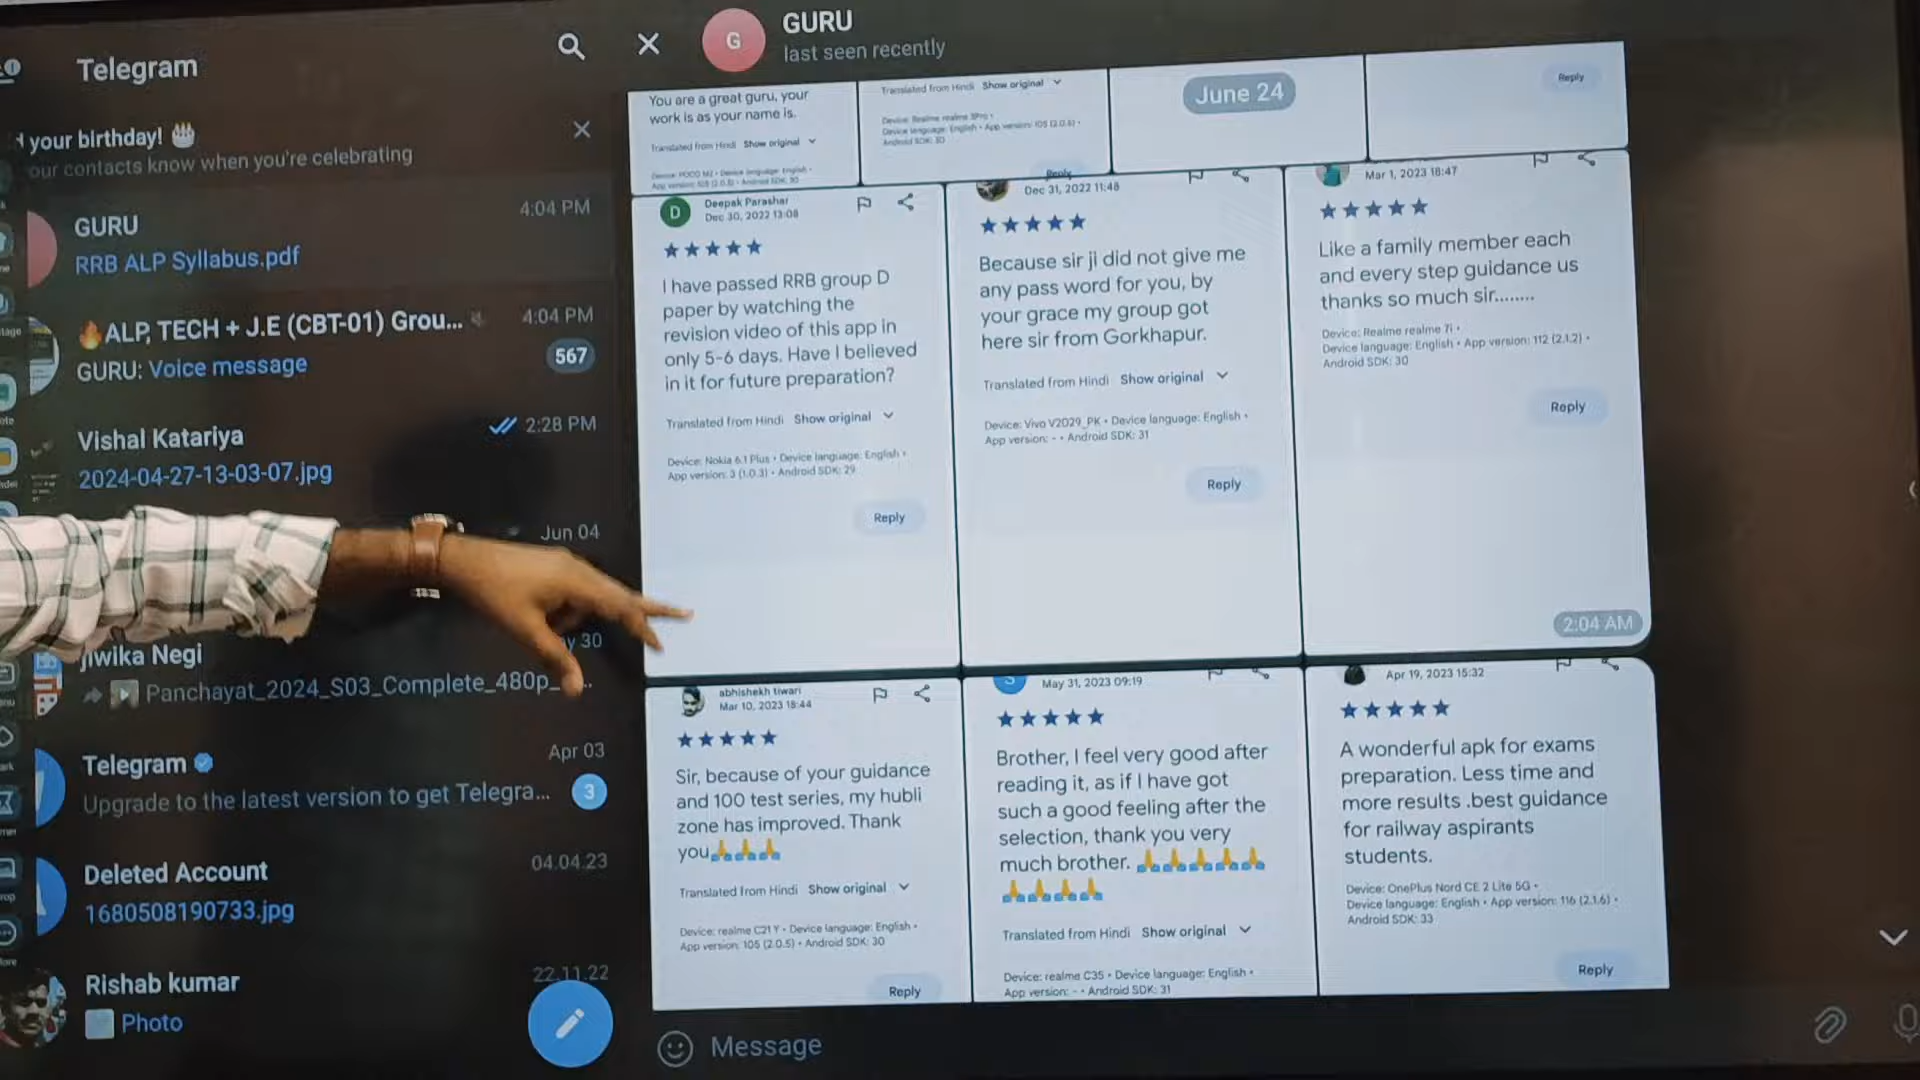 Telegram
your birthday! 🎂
our contacts know when you're celebrating
GURU
4:04 PM
RRB ALP Syllabus.pdf
🔥ALP, TECH + J.E (CBT-01) Grou...
4:04 PM
GURU: Voice message
567
Vishal Katariya
2:28 PM
2024-04-27-13-03-07.jpg
Jun 04
30
Jiwika Negi
Panchayat_2024_S03_Complete_480p_
Telegram
Apr 03
Upgrade to the latest version to get Telegra...
3
Deleted Account
04.04.23
1680508190733.jpg
Rishab kumar
22.11.22
Photo
GURU
G
last seen recently
You are a great guru, your
work is as your name is.
Translated from Hindi Show original
Device: POCO M2 • Device language: English •
App version: 105 (2.0.5) • Android SDK: 30
Translated from Hindi Show original
Device: Realme realme 3Pro •
Device language: English • App version: 105 (2.0.5) •
Android SDK: 30
Reply
June 24
Reply
D
Deepak Parashar
Dec 30, 2022 13:08
★★★★★
I have passed RRB group D
paper by watching the
revision video of this app in
only 5-6 days. Have I believed
in it for future preparation?
Translated from Hindi Show original
Device: Nokia 6.1 Plus • Device language: English •
App version: 3 (1.0.3) • Android SDK: 29
Reply
Dec 31, 2022 11:48
★★★★★
Because sir ji did not give me
any pass word for you, by
your grace my group got
here sir from Gorkhapur.
Translated from Hindi Show original
Device: Vivo V2029_PK • Device language: English •
App version: - • Android SDK: 31
Reply
Mar 1, 2023 18:47
★★★★★
Like a family member each
and every step guidance us
thanks so much sir........
Device: Realme realme 7i •
Device language: English • App version: 112 (2.1.2) •
Android SDK: 30
Reply
2:04 AM
abhishekh tiwari
Mar 10, 2023 18:44
★★★★★
Sir, because of your guidance
and 100 test series, my hubli
zone has improved. Thank
you🙏🙏🙏
Translated from Hindi Show original
Device: realme C21Y • Device language: English •
App version: 105 (2.0.5) • Android SDK: 30
Reply
S
May 31, 2023 09:19
★★★★★
Brother, I feel very good after
reading it, as if I have got
such a good feeling after the
selection, thank you very
much brother. 🙏🙏🙏🙏🙏
🙏🙏🙏🙏
Translated from Hindi Show original
Device: realme C35 • Device language: English •
App version: - • Android SDK: 31
Apr 19, 2023 15:32
★★★★★
A wonderful apk for exams
preparation. Less time and
more results .best guidance
for railway aspirants
students.
Device: OnePlus Nord CE 2 Lite 5G •
Device language: English • App version: 116 (2.1.6) •
Android SDK: 33
Reply
Message